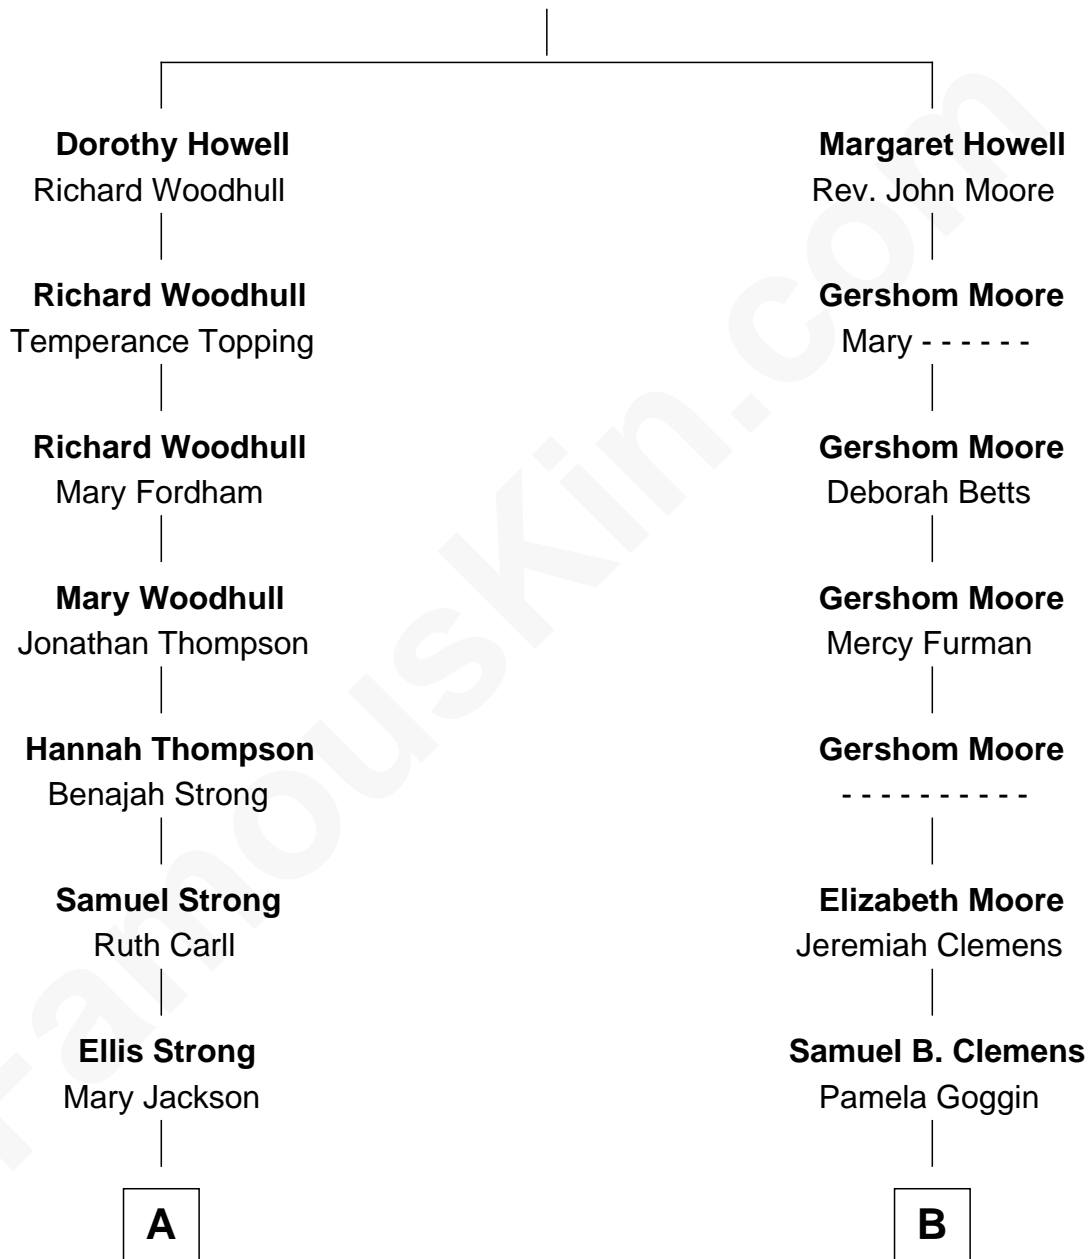 Dorothy Howell
Richard Woodhull
Margaret Howell
Rev. John Moore
Richard Woodhull
Temperance Topping
Gershom Moore
Mary - - - - - -
Richard Woodhull
Mary Fordham
Gershom Moore
Deborah Betts
Mary Woodhull
Jonathan Thompson
Gershom Moore
Mercy Furman
Hannah Thompson
Benajah Strong
Gershom Moore
- - - - - - - - - -
Samuel Strong
Ruth Carll
Elizabeth Moore
Jeremiah Clemens
Ellis Strong
Mary Jackson
Samuel B. Clemens
Pamela Goggin
A
B
FamousKin.com